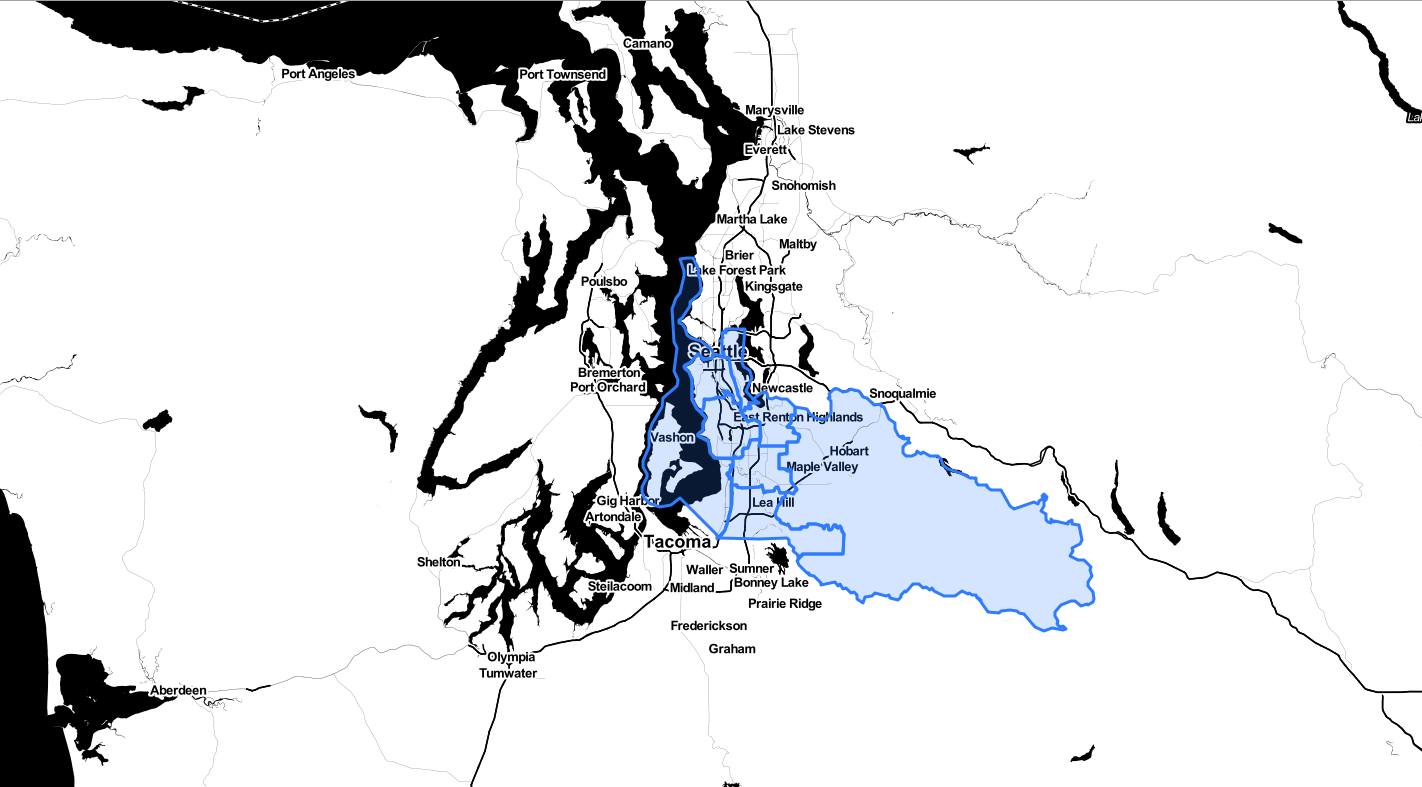 Camano
Port Angeles
Port Townsend
Marysville
Lake Stevens
Everett
Snohomish
Martha Lake
Maltby
Brier
Lake Forest Park
Kingsgate
Poulsbo
Seattle
Bremerton
Port Orchard
Newcastle
Snoqualmie
East Renton Highlands
Vashon
Hobart
Maple Valley
Gig Harbor
Lea Hill
Artondale
Tacoma
Shelton
Waller
Sumner
Steilacoom
Midland
Bonney Lake
Prairie Ridge
Frederickson
Graham
Olympia
Tumwater
Aberdeen